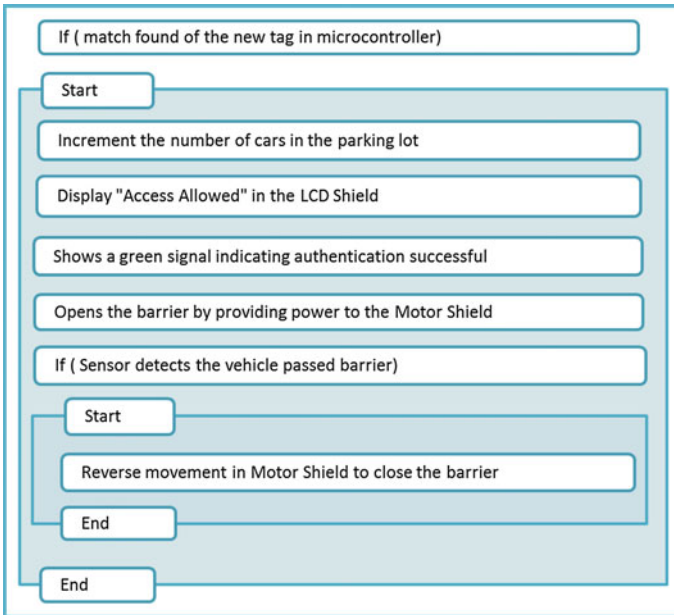 If ( match found of the new tag in microcontroller)
Start
Increment the number of cars in the parking lot
Display "Access Allowed" in the LCD Shield
Shows a green signal indicating authentication successful
Opens the barrier by providing power to the Motor Shield
If ( Sensor detects the vehicle passed barrier)
Start
Reverse movement in Motor Shield to close the barrier
End
End